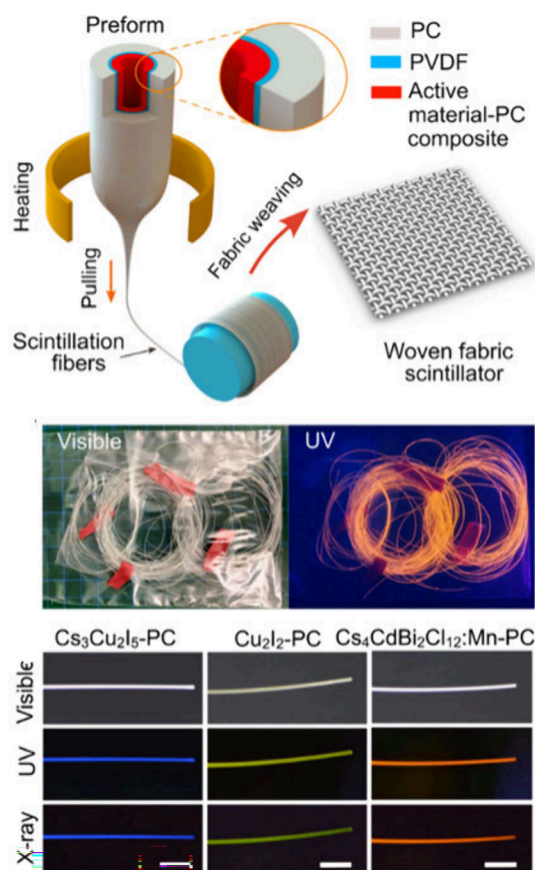 Preform
PC
PVDF
Active
material-PC
composite
Heating
Pulling
Fabric weaving
Scintillation
fibers
Woven fabric
scintillator
Visible
UV
Cs₃Cu₂I₅-PC
Cu₂I₂-PC
Cs₄CdBi₂Cl₁₂:Mn-PC
Visible
UV
X-ray